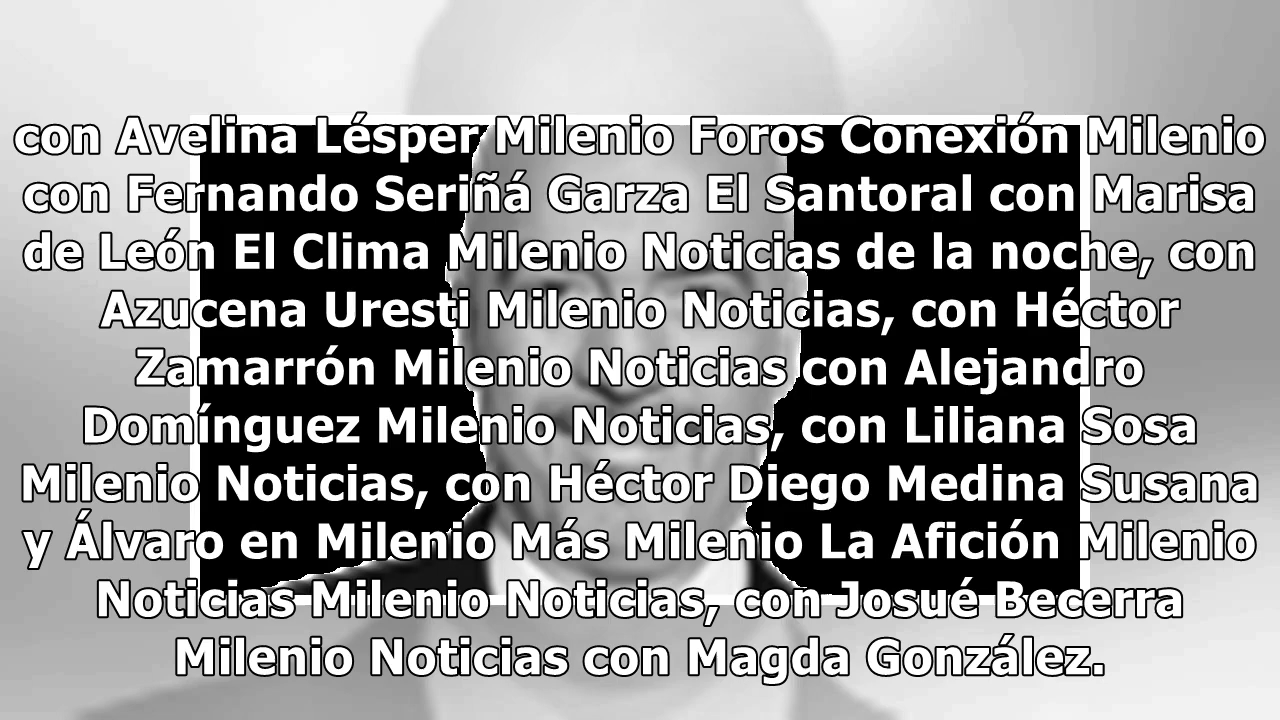 con Avelina Lésper Milenio Foros Conexión Milenio
con Fernando Seriñá Garza El Santoral con Marisa
de León El Clima Milenio Noticias de la noche, con
Azucena Uresti Milenio Noticias, con Héctor
Zamarrón Milenio Noticias con Alejandro
Domínguez Milenio Noticias, con Liliana Sosa
Milenio Noticias, con Héctor Diego Medina Susana
y Álvaro en Milenio Más Milenio La Afición Milenio
Noticias Milenio Noticias, con Josué Becerra
Milenio Noticias con Magda González.